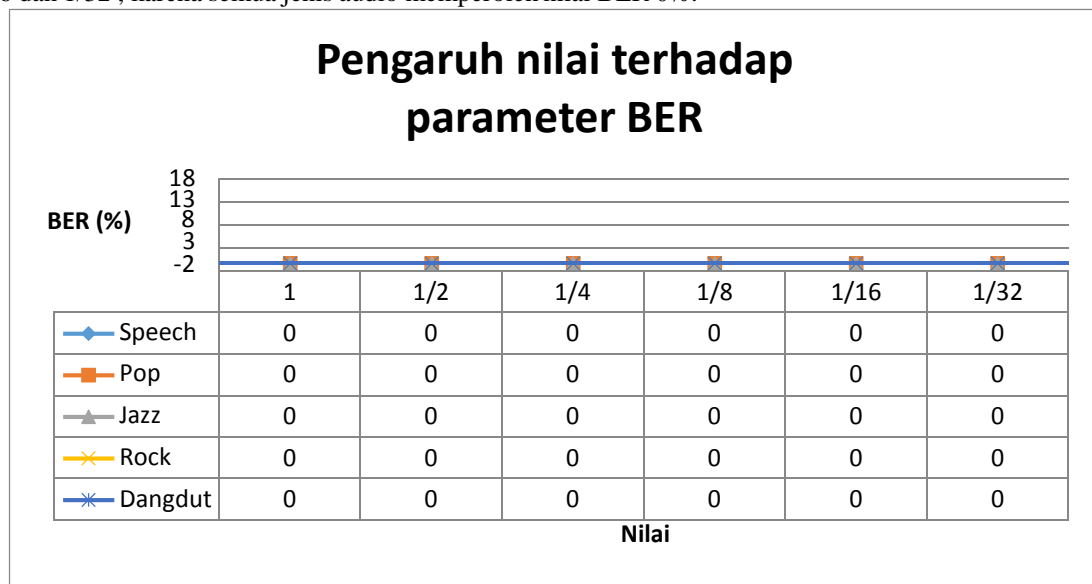 dan 1/32 , karena semua jenis audio memperoleh nilai BER 0%.
Pengaruh nilai terhadap
parameter BER
BER (%)
18
13
8
3
-2
1 1/2 1/4 1/8 1/16 1/32
Speech 0 0 0 0 0 0
Pop 0 0 0 0 0 0
Jazz 0 0 0 0 0 0
Rock 0 0 0 0 0 0
Dangdut 0 0 0 0 0 0
Nilai